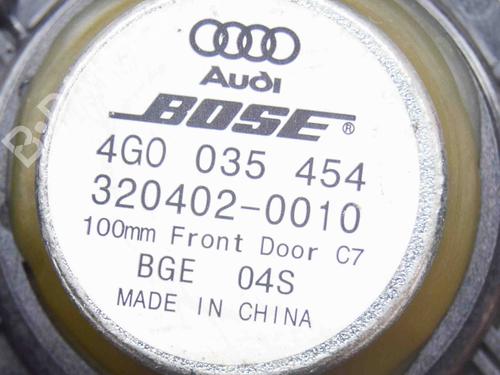 Audi
BOSE®
4G0 035 454
320402-0010
100mm Front Door C7
BGE 04S
MADE IN CHINA